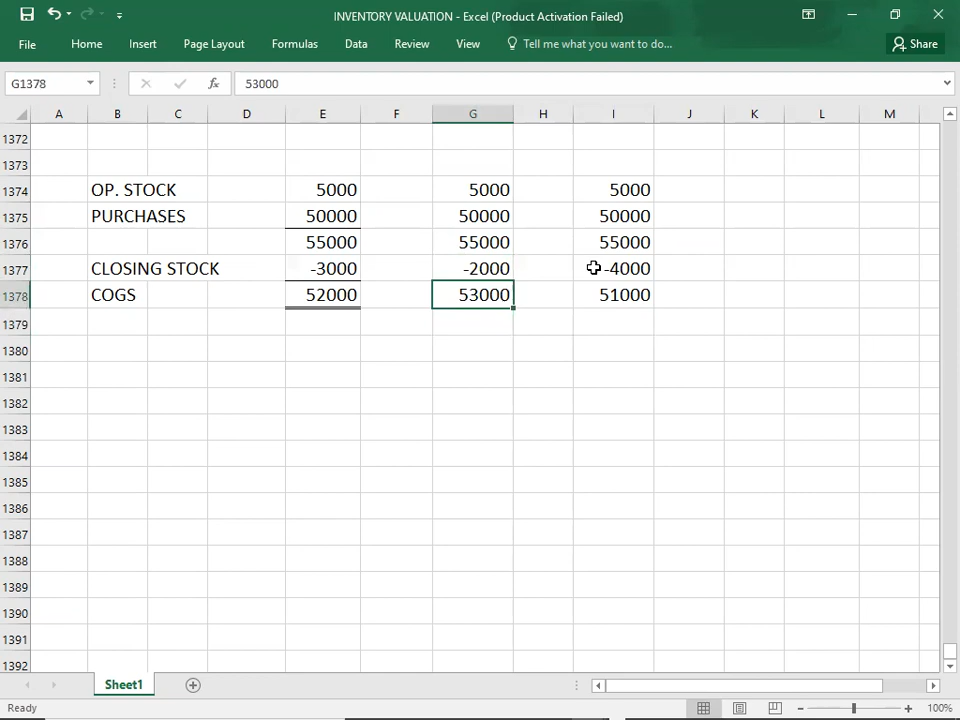 INVENTORY VALUATION - Excel (Product Activation Failed)
File Home Insert Page Layout Formulas Data Review View Tell me what you want to do... Share
G1378 fx 53000
A B C D E F G H I J K L M
1372
1373
1374 OP. STOCK 5000 5000 5000
1375 PURCHASES 50000 50000 50000
1376 55000 55000 55000
1377 CLOSING STOCK -3000 -2000 -4000
1378 COGS 52000 53000 51000
1379
1380
1381
1382
1383
1384
1385
1386
1387
1388
1389
1390
1391
1392
Sheet1
Ready 100%